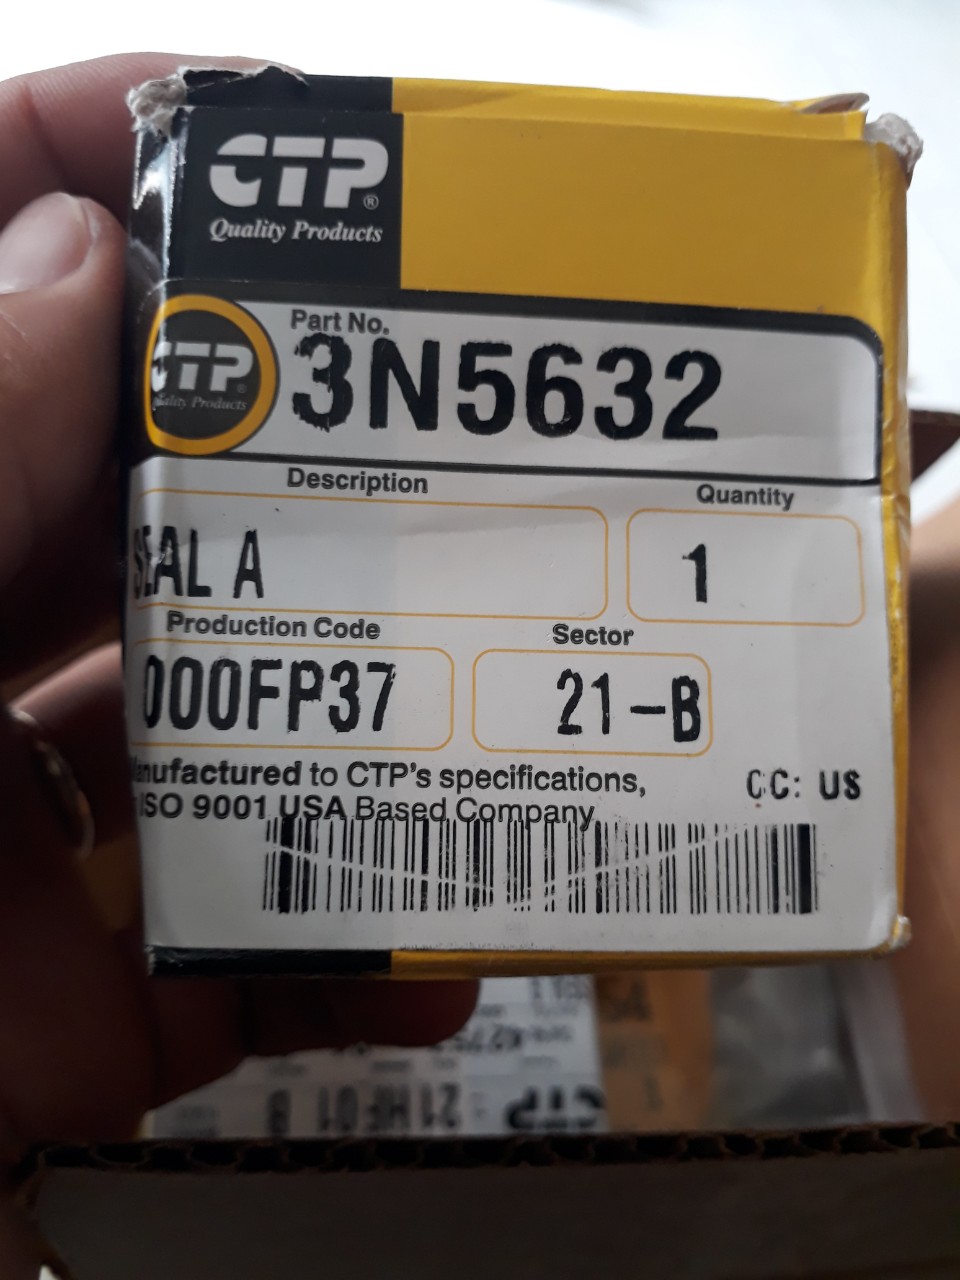 CTP®
Quality Products
Part No.
3N5632
CTP®
Quality Products
Description
Quantity
SEAL A
1
Production Code
Sector
000FP37
21-B
anufactured to CTP's specifications,
ISO 9001 USA Based Company
CC: US
21HF01 B
CTP